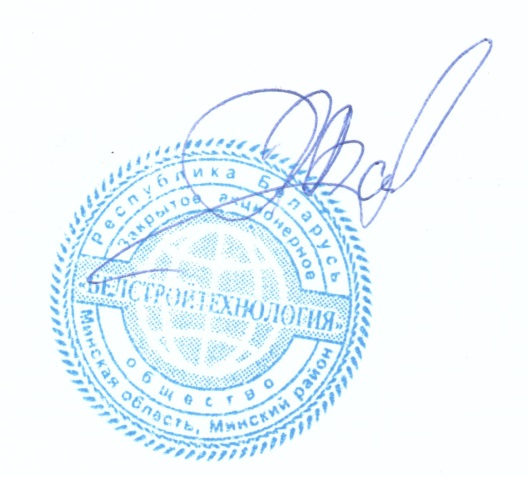 Республика Беларусь
Закрытое акционерное
«БЕЛСТРОЙТЕХНОЛОГИЯ»
общество
Минская область, Минский район